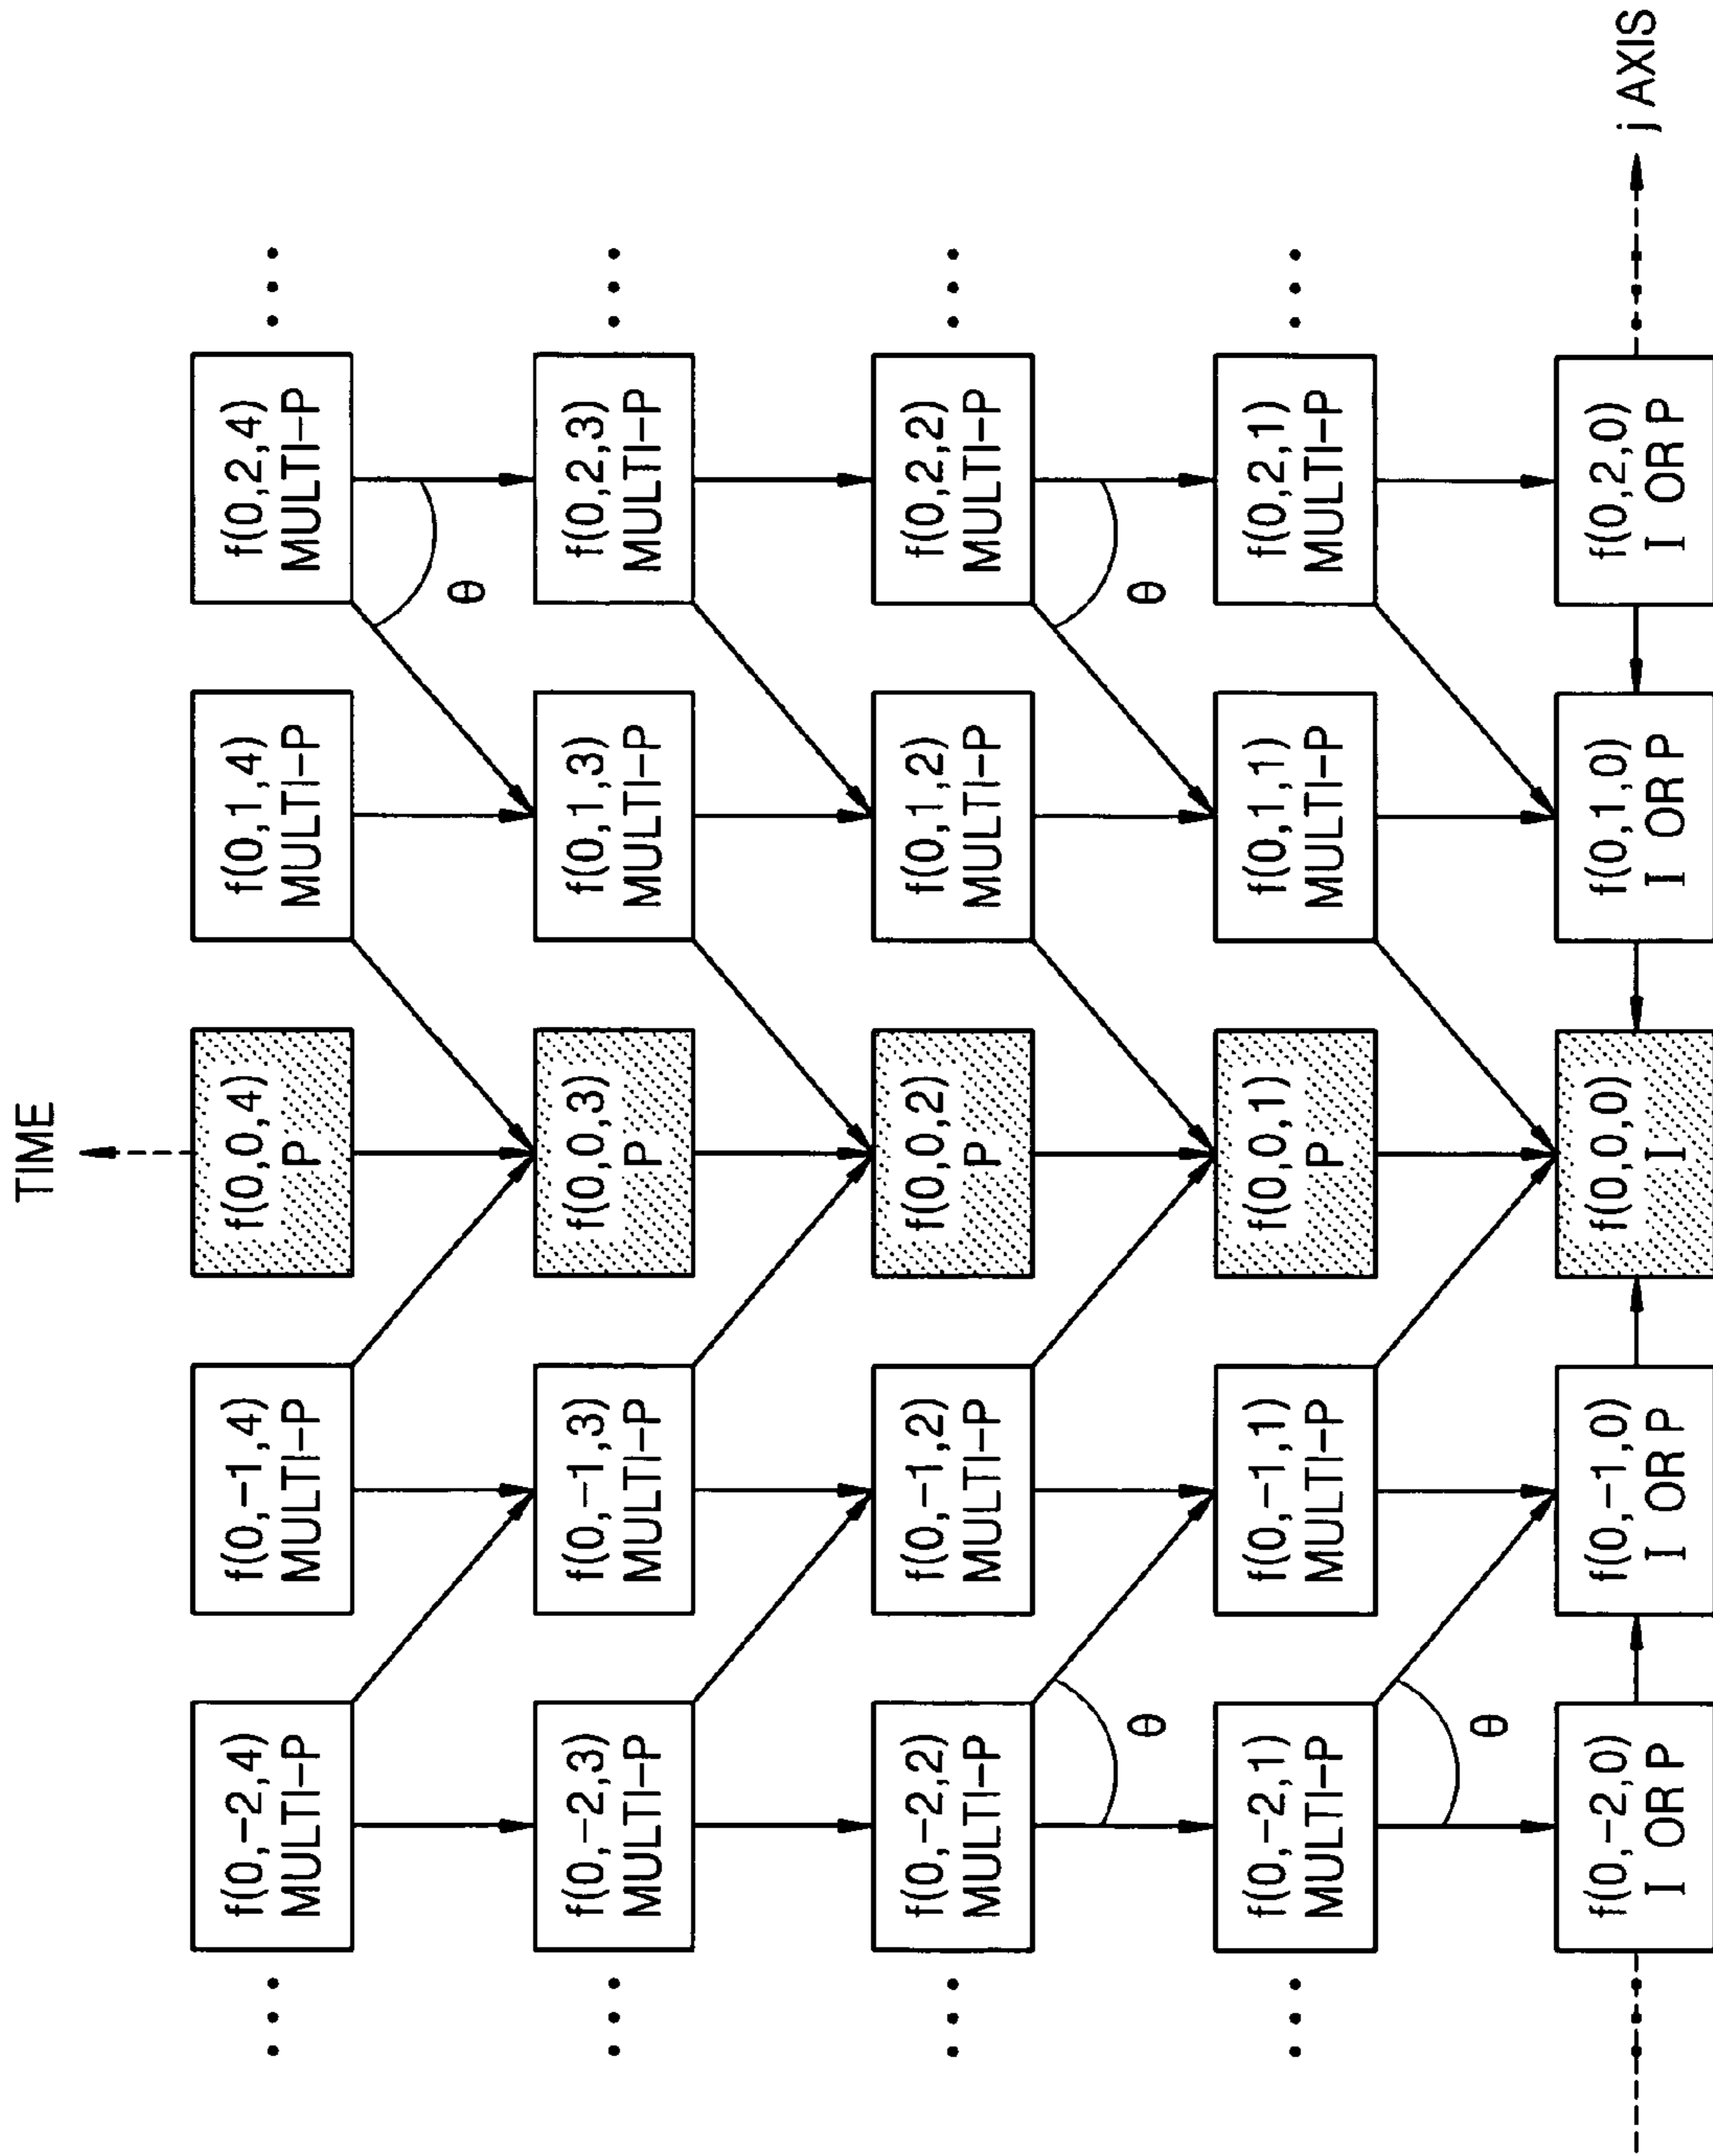 TIME
f(0,-2,4)
MULTI-P
f(0,-1,4)
MULTI-P
f(0,0,4)
P
f(0,1,4)
MULTI-P
f(0,2,4)
MULTI-P
θ
f(0,-2,3)
MULTI-P
f(0,-1,3)
MULTI-P
f(0,0,3)
P
f(0,1,3)
MULTI-P
f(0,2,3)
MULTI-P
f(0,-2,2)
MULTI-P
f(0,-1,2)
MULTI-P
f(0,0,2)
P
f(0,1,2)
MULTI-P
f(0,2,2)
MULTI-P
θ
θ
f(0,-2,1)
MULTI-P
f(0,-1,1)
MULTI-P
f(0,0,1)
P
f(0,1,1)
MULTI-P
f(0,2,1)
MULTI-P
θ
f(0,-2,0)
I OR P
f(0,-1,0)
I OR P
f(0,0,0)
I
f(0,1,0)
I OR P
f(0,2,0)
I OR P
j AXIS